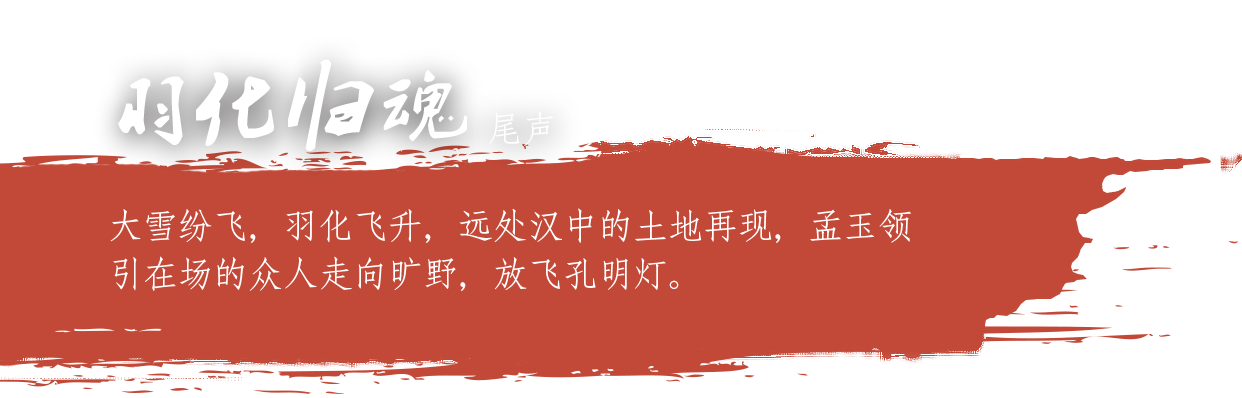 羽化归魂 尾声
大雪纷飞，羽化飞升，远处汉中的土地再现，孟玉领
引在场的众人走向旷野，放飞孔明灯。